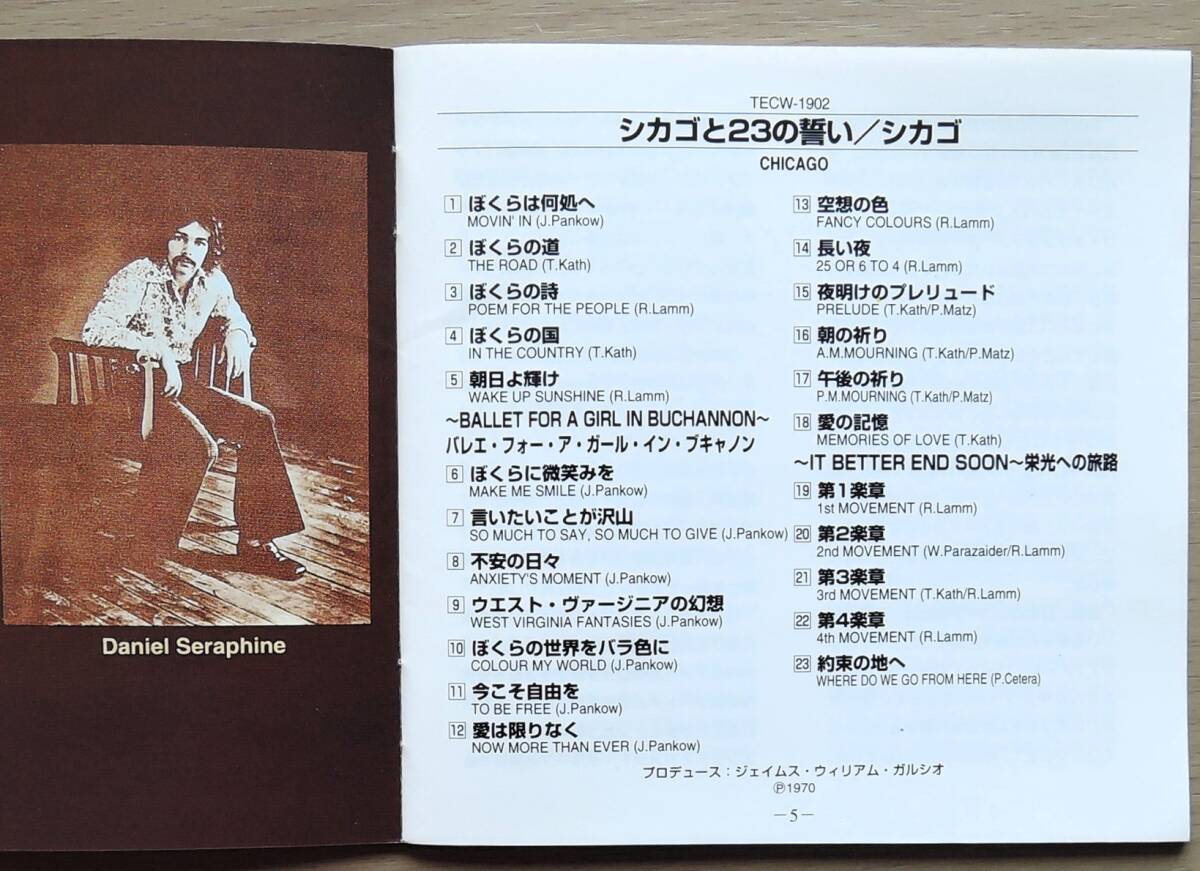 Daniel Seraphine
TECW-1902
シカゴと23の誓い／シカゴ
CHICAGO
1 ぼくらは何処へ
MOVIN' IN (J.Pankow)
2 ぼくらの道
THE ROAD (T.Kath)
3 ぼくらの詩
POEM FOR THE PEOPLE (R.Lamm)
4 ぼくらの国
IN THE COUNTRY (T.Kath)
5 朝日よ輝け
WAKE UP SUNSHINE (R.Lamm)
～BALLET FOR A GIRL IN BUCHANNON～
バレエ・フォー・ア・ガール・イン・ブキャノン
6 ぼくらに微笑みを
MAKE ME SMILE (J.Pankow)
7 言いたいことが沢山
SO MUCH TO SAY, SO MUCH TO GIVE (J.Pankow)
8 不安の日々
ANXIETY'S MOMENT (J.Pankow)
9 ウエスト・ヴァージニアの幻想
WEST VIRGINIA FANTASIES (J.Pankow)
10 ぼくらの世界をバラ色に
COLOUR MY WORLD (J.Pankow)
11 今こそ自由を
TO BE FREE (J.Pankow)
12 愛は限りなく
NOW MORE THAN EVER (J.Pankow)
13 空想の色
FANCY COLOURS (R.Lamm)
14 長い夜
25 OR 6 TO 4 (R.Lamm)
15 夜明けのプレリュード
PRELUDE (T.Kath/P.Matz)
16 朝の祈り
A.M.MOURNING (T.Kath/P.Matz)
17 午後の祈り
P.M.MOURNING (T.Kath/P.Matz)
18 愛の記憶
MEMORIES OF LOVE (T.Kath)
～IT BETTER END SOON～栄光への旅路
19 第1楽章
1st MOVEMENT (R.Lamm)
20 第2楽章
2nd MOVEMENT (W.Parazaider/R.Lamm)
21 第3楽章
3rd MOVEMENT (T.Kath/R.Lamm)
22 第4楽章
4th MOVEMENT (R.Lamm)
23 約束の地へ
WHERE DO WE GO FROM HERE (P.Cetera)
プロデュース：ジェイムス・ウィリアム・ガルシオ
Ⓟ1970
－5－